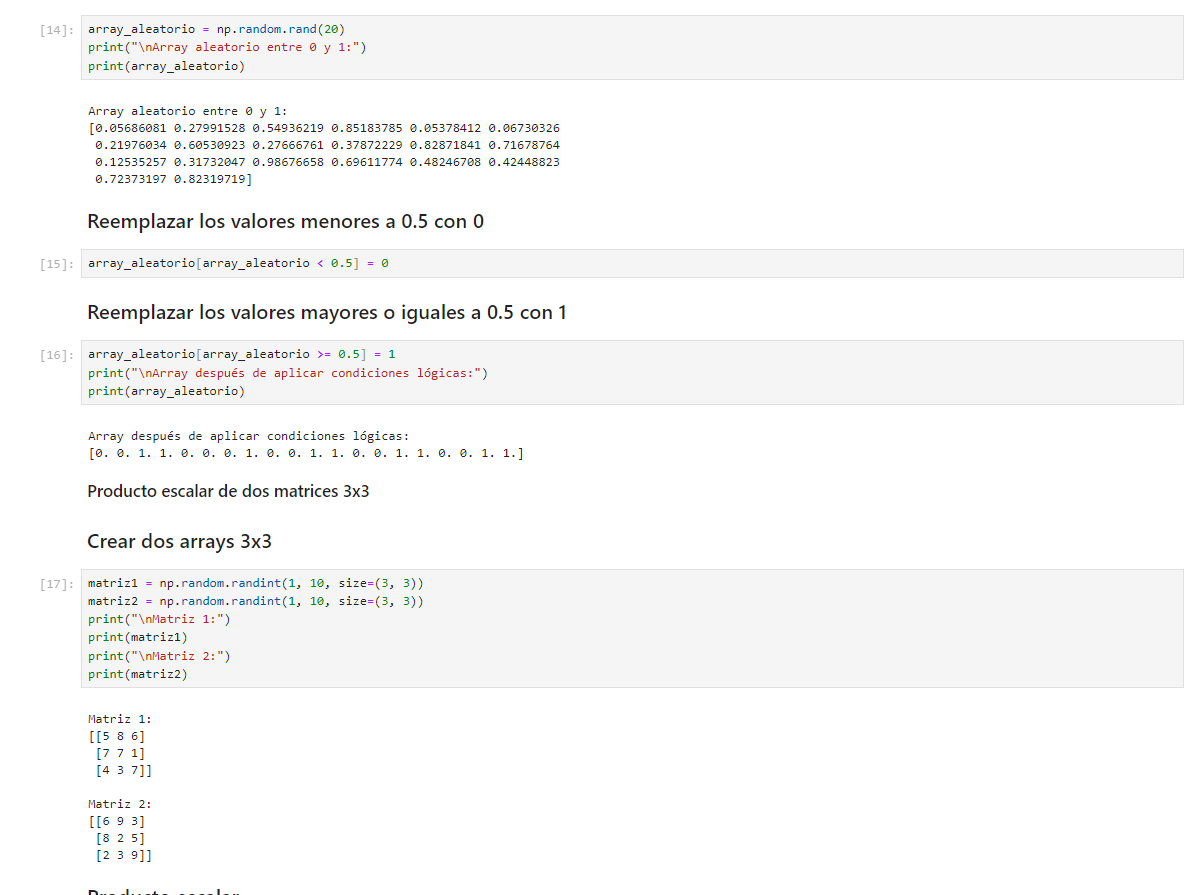 [14]: array_aleatorio = np.random.rand(20)
print("\nArray aleatorio entre 0 y 1:")
print(array_aleatorio)
Array aleatorio entre 0 y 1:
[0.05686081 0.27991528 0.54936219 0.85183785 0.05378412 0.06730326
0.21976034 0.60530923 0.27666761 0.37872229 0.82871841 0.71678764
0.12535257 0.31732047 0.98676658 0.69611774 0.48246708 0.42448823
0.72373197 0.82319719]
Reemplazar los valores menores a 0.5 con 0
[15]: array_aleatorio[array_aleatorio < 0.5] = 0
Reemplazar los valores mayores o iguales a 0.5 con 1
[16]: array_aleatorio[array_aleatorio >= 0.5] = 1
print("\nArray después de aplicar condiciones lógicas:")
print(array_aleatorio)
Array después de aplicar condiciones lógicas:
[0. 0. 1. 1. 0. 0. 0. 1. 0. 0. 1. 1. 0. 0. 1. 1. 0. 0. 1. 1.]
Producto escalar de dos matrices 3x3
Crear dos arrays 3x3
[17]: matriz1 = np.random.randint(1, 10, size=(3, 3))
matriz2 = np.random.randint(1, 10, size=(3, 3))
print("\nMatriz 1:")
print(matriz1)
print("\nMatriz 2:")
print(matriz2)
Matriz 1:
[[5 8 6]
[7 7 1]
[4 3 7]]
Matriz 2:
[[6 9 3]
[8 2 5]
[2 3 9]]
Producto escalar